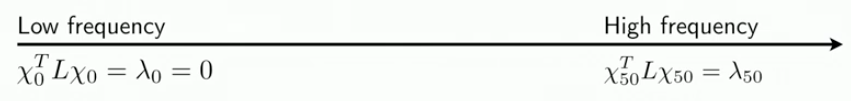 Low frequency High frequency
χ₀ᵀLχ₀ = λ₀ = 0 χ₅₀ᵀLχ₅₀ = λ₅₀